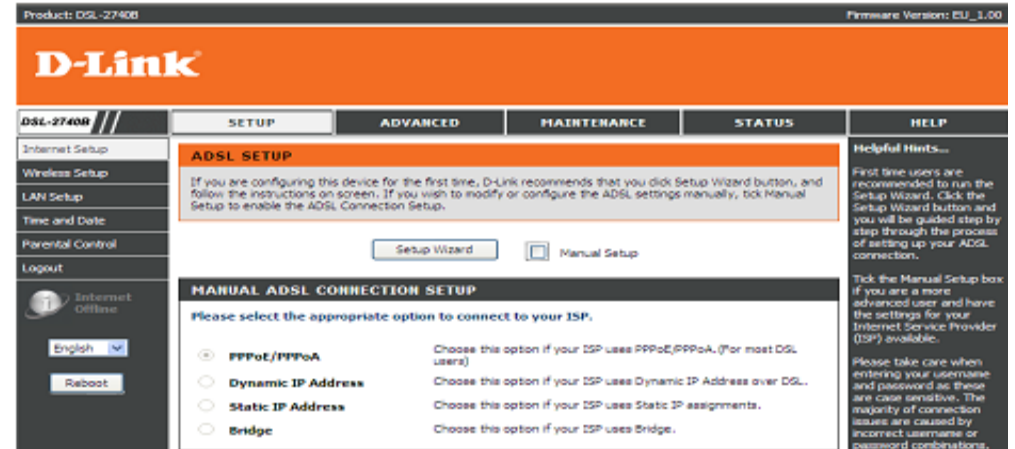 Product: DSL-2740B
Firmware Version: EU_1.00
D-Link
DSL-2740B
SETUP
ADVANCED
MAINTENANCE
STATUS
HELP
Internet Setup
Wireless Setup
LAN Setup
Time and Date
Parental Control
Logout
Internet
Offline
English
Reboot
ADSL SETUP
If you are configuring this device for the first time, D-Link recommends that you click Setup Wizard button, and
follow the instructions on screen. If you wish to modify or configure the ADSL settings manually, tick Manual
Setup to enable the ADSL Connection Setup.
Setup Wizard
Manual Setup
MANUAL ADSL CONNECTION SETUP
Please select the appropriate option to connect to your ISP.
PPPoE/PPPoA
Choose this option if your ISP uses PPPoE/PPPoA. (For most DSL
users)
Dynamic IP Address
Choose this option if your ISP uses Dynamic IP Address over DSL.
Static IP Address
Choose this option if your ISP uses Static IP assignments.
Bridge
Choose this option if your ISP uses Bridge.
Helpful Hints...
First time users are
recommended to run the
Setup Wizard. Click the
Setup Wizard button and
you will be guided step by
step through the process
of setting up your ADSL
connection.
Tick the Manual Setup box
if you are a more
advanced user and have
the settings for your
Internet Service Provider
(ISP) available.
Please take care when
entering your username
and password as these
are case sensitive. The
majority of connection
issues are caused by
incorrect username or
password combinations.